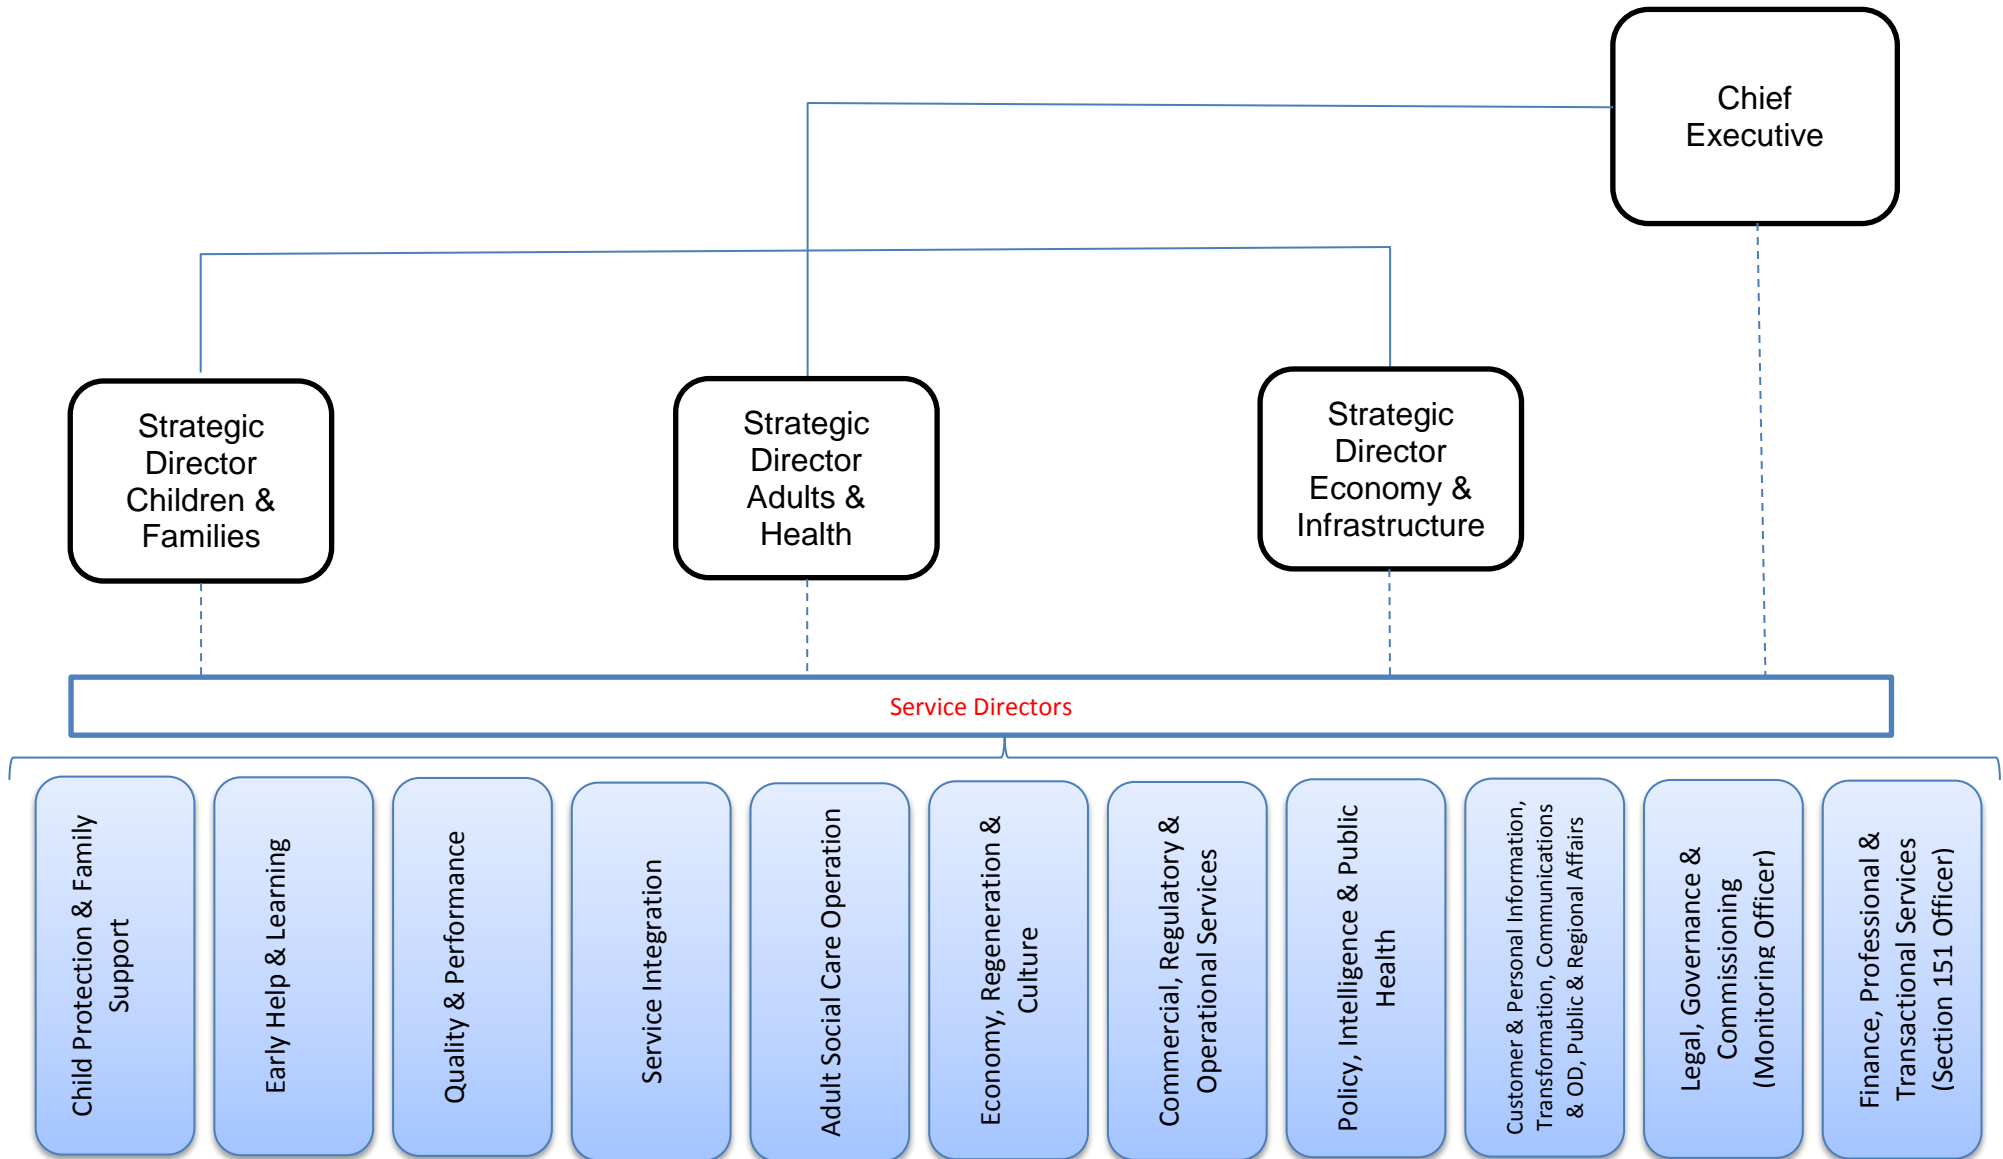 Chief
Executive
Strategic
Director
Children &
Families
Strategic
Director
Adults &
Health
Strategic
Director
Economy &
Infrastructure
Service Directors
Child Protection & Family
Support
Early Help & Learning
Quality & Performance
Service Integration
Adult Social Care Operation
Economy, Regeneration &
Culture
Commercial, Regulatory &
Operational Services
Policy, Intelligence & Public
Health
Customer & Personal Information,
Transformation, Communications
& OD, Public & Regional Affairs
Legal, Governance &
Commissioning
(Monitoring Officer)
Finance, Professional &
Transactional Services
(Section 151 Officer)